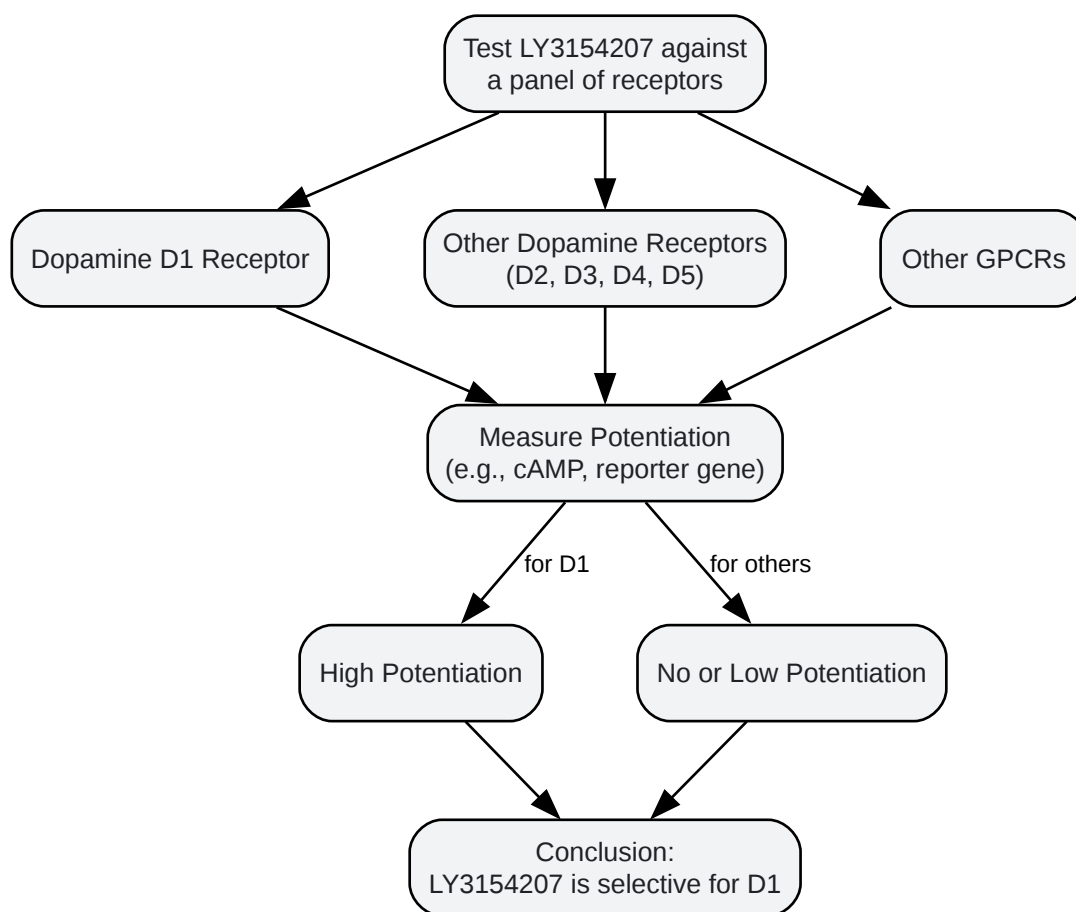 Test LY3154207 against
a panel of receptors
Dopamine D1 Receptor
Other Dopamine Receptors
(D2, D3, D4, D5)
Other GPCRs
Measure Potentiation
(e.g., cAMP, reporter gene)
for D1
for others
High Potentiation
No or Low Potentiation
Conclusion:
LY3154207 is selective for D1